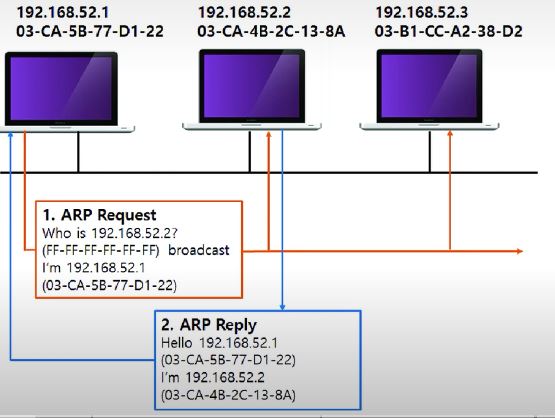 192.168.52.1
03-CA-5B-77-D1-22
192.168.52.2
03-CA-4B-2C-13-8A
192.168.52.3
03-B1-CC-A2-38-D2
1. ARP Request
Who is 192.168.52.2?
(FF-FF-FF-FF-FF-FF) broadcast
I'm 192.168.52.1
(03-CA-5B-77-D1-22)
2. ARP Reply
Hello 192.168.52.1
(03-CA-5B-77-D1-22)
I'm 192.168.52.2
(03-CA-4B-2C-13-8A)